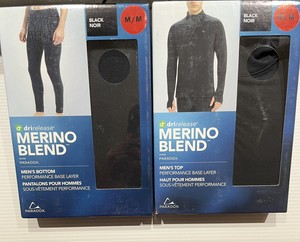 BLACK
NOIR
M/M
drirelease
MERINO
BLEND
PARADOX
MEN'S BOTTOM
PERFORMANCE BASE LAYER
PANTALONS POUR HOMMES
SOUS-VÊTEMENT PERFORMANCE
PARADOX
BLACK
NOIR
M/M
drirelease
MERINO
BLEND
PARADOX
MEN'S TOP
PERFORMANCE BASE LAYER
HAUT POUR HOMMES
SOUS-VÊTEMENT PERFORMANCE
PARADOX